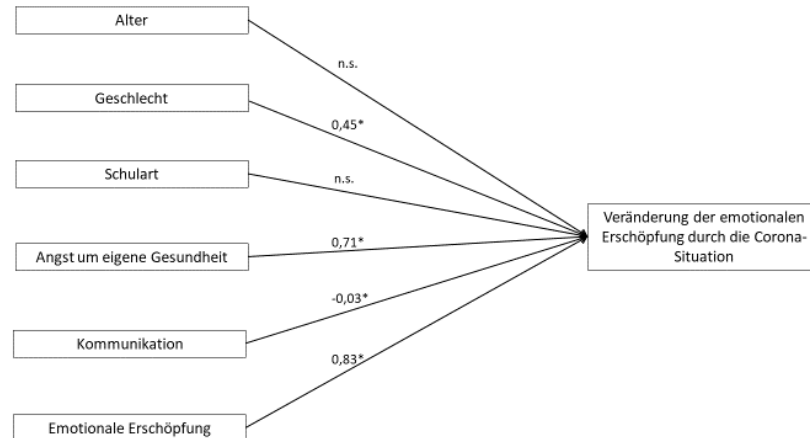 Alter
n.s.
Geschlecht
0,45*
Schulart
n.s.
Veränderung der emotionalen
Erschöpfung durch die Corona-
Situation
Angst um eigene Gesundheit
0,71*
-0,03*
Kommunikation
0,83*
Emotionale Erschöpfung